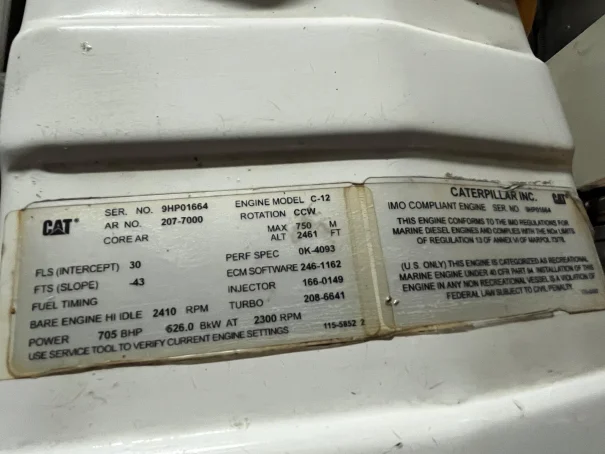 CAT
SER. NO. 9HP01664 ENGINE MODEL C-12
AR NO. 207-7000 ROTATION CCW
CORE AR MAX 750 M
ALT 2461 FT
FLS (INTERCEPT) 30 PERF SPEC 0K-4093
FTS (SLOPE) -43 ECM SOFTWARE 246-1162
FUEL TIMING INJECTOR 166-0149
BARE ENGINE HI IDLE 2410 RPM TURBO 208-6641
POWER 705 BHP 526.0 BKW AT 2300 RPM
USE SERVICE TOOL TO VERIFY CURRENT ENGINE SETTINGS 115-5852 2
CATERPILLAR INC. CAT
IMO COMPLIANT ENGINE SER. NO 9HP01664
THIS ENGINE CONFORMS TO THE IMO REGULATIONS FOR
MARINE DIESEL ENGINES AND COMPLIES WITH THE NOx LIMITS
OF REGULATION 13 OF ANNEX VI OF MARPOL 73/78.
(U.S. ONLY) THIS ENGINE IS CATEGORIZED AS RECREATIONAL
MARINE ENGINE UNDER 40 CFR PART 94. INSTALLATION OF THIS
ENGINE IN ANY NON RECREATIONAL VESSEL IS A VIOLATION OF
FEDERAL LAW SUBJECT TO CIVIL PENALTY.